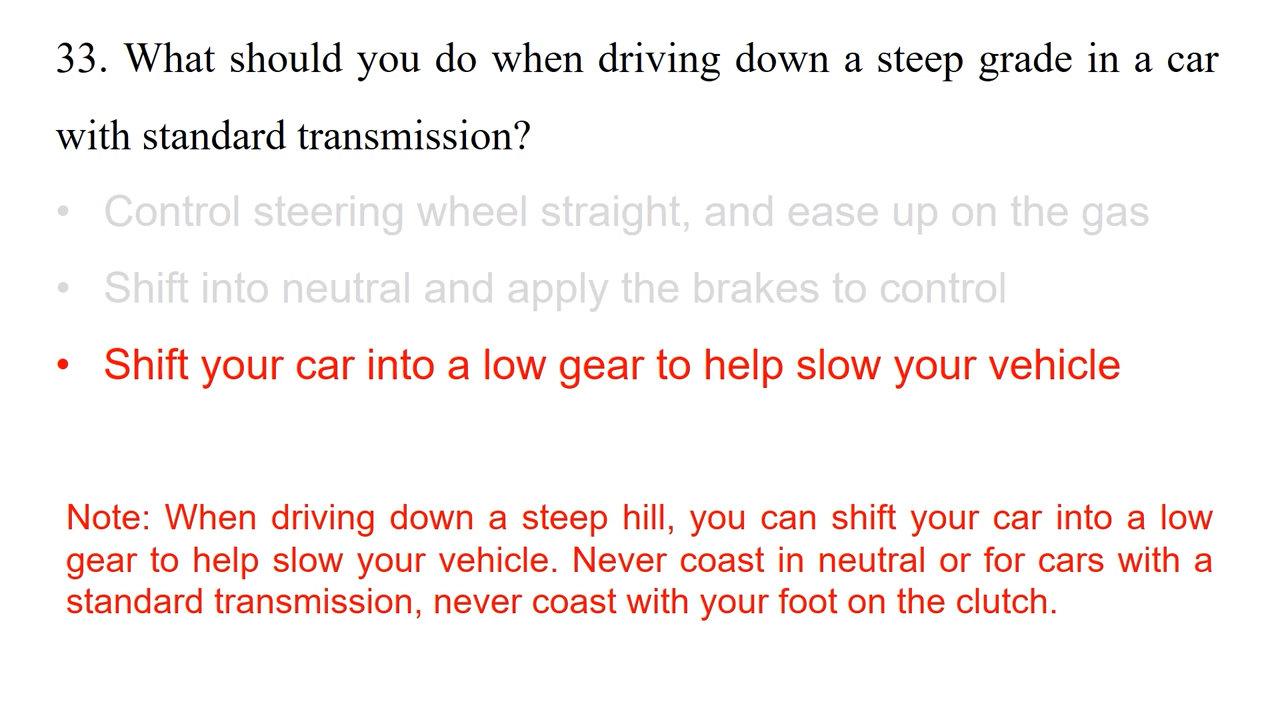 33. What should you do when driving down a steep grade in a car
with standard transmission?
• Control steering wheel straight, and ease up on the gas
• Shift into neutral and apply the brakes to control
• Shift your car into a low gear to help slow your vehicle
Note: When driving down a steep hill, you can shift your car into a low
gear to help slow your vehicle. Never coast in neutral or for cars with a
standard transmission, never coast with your foot on the clutch.